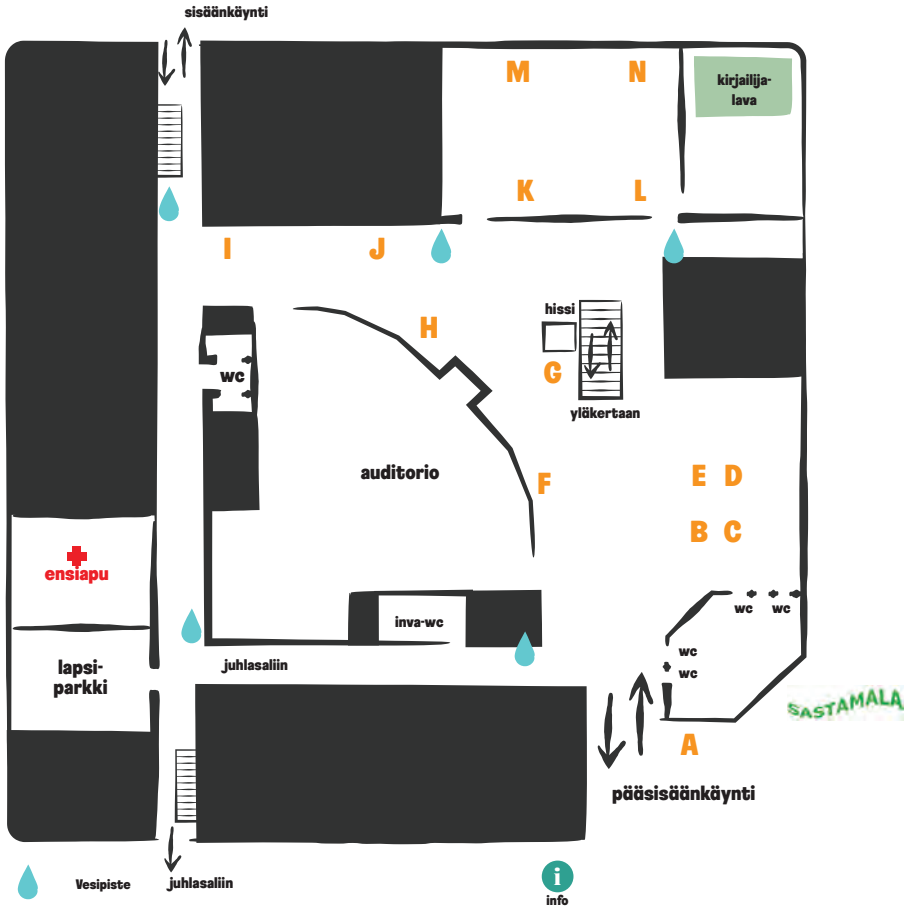 sisäänkäynti
M N
kirjailija-
lava
K L
I J
hissi
H
G
wc
yläkertaan
auditorio
F
E D
B C
ensiapu
wc wc
inva-wc
wc
wc
lapsi-
parkki
juhlasaliin
SASTAMALA
A
pääsisäänkäynti
Vesipiste
juhlasaliin
i
info